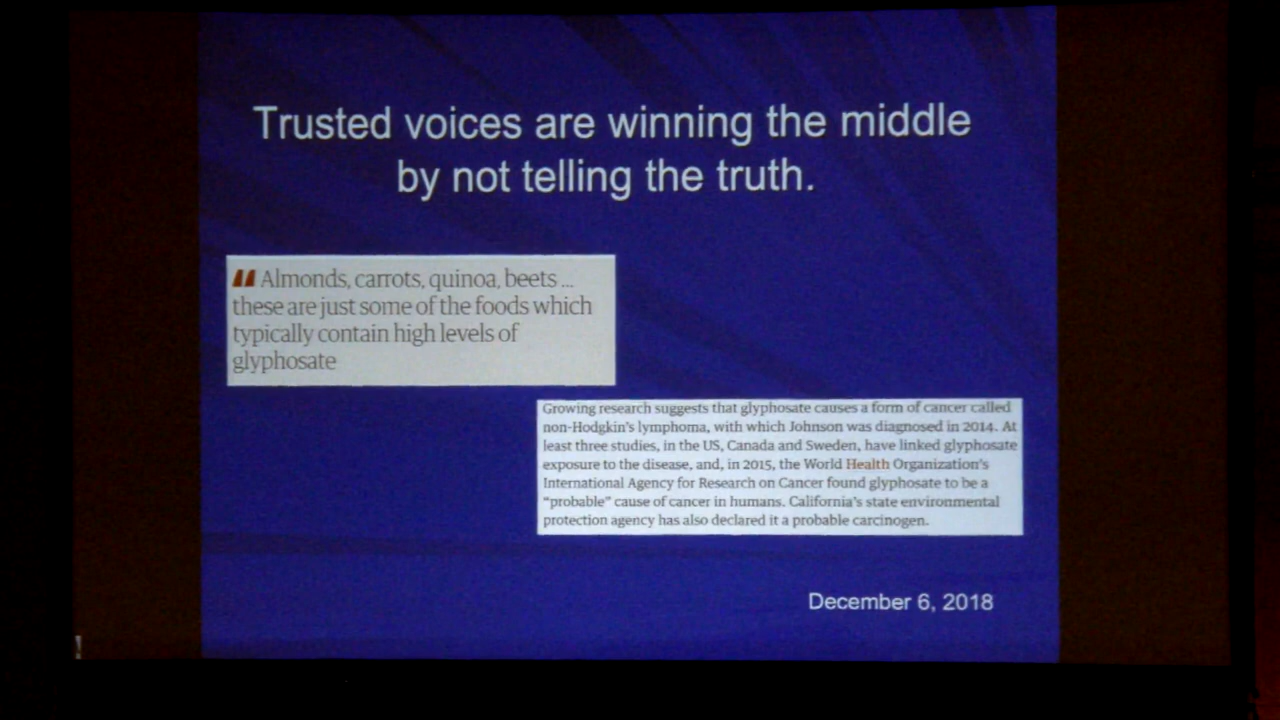 Trusted voices are winning the middle
by not telling the truth.
Almonds, carrots, quinoa, beets ...
these are just some of the foods which
typically contain high levels of
glyphosate
Growing research suggests that glyphosate causes a form of cancer called
non-Hodgkin's lymphoma, with which Johnson was diagnosed in 2014. At
least three studies, in the US, Canada and Sweden, have linked glyphosate
exposure to the disease, and, in 2015, the World Health Organization's
International Agency for Research on Cancer found glyphosate to be a
"probable" cause of cancer in humans. California's state environmental
protection agency has also declared it a probable carcinogen.
December 6, 2018